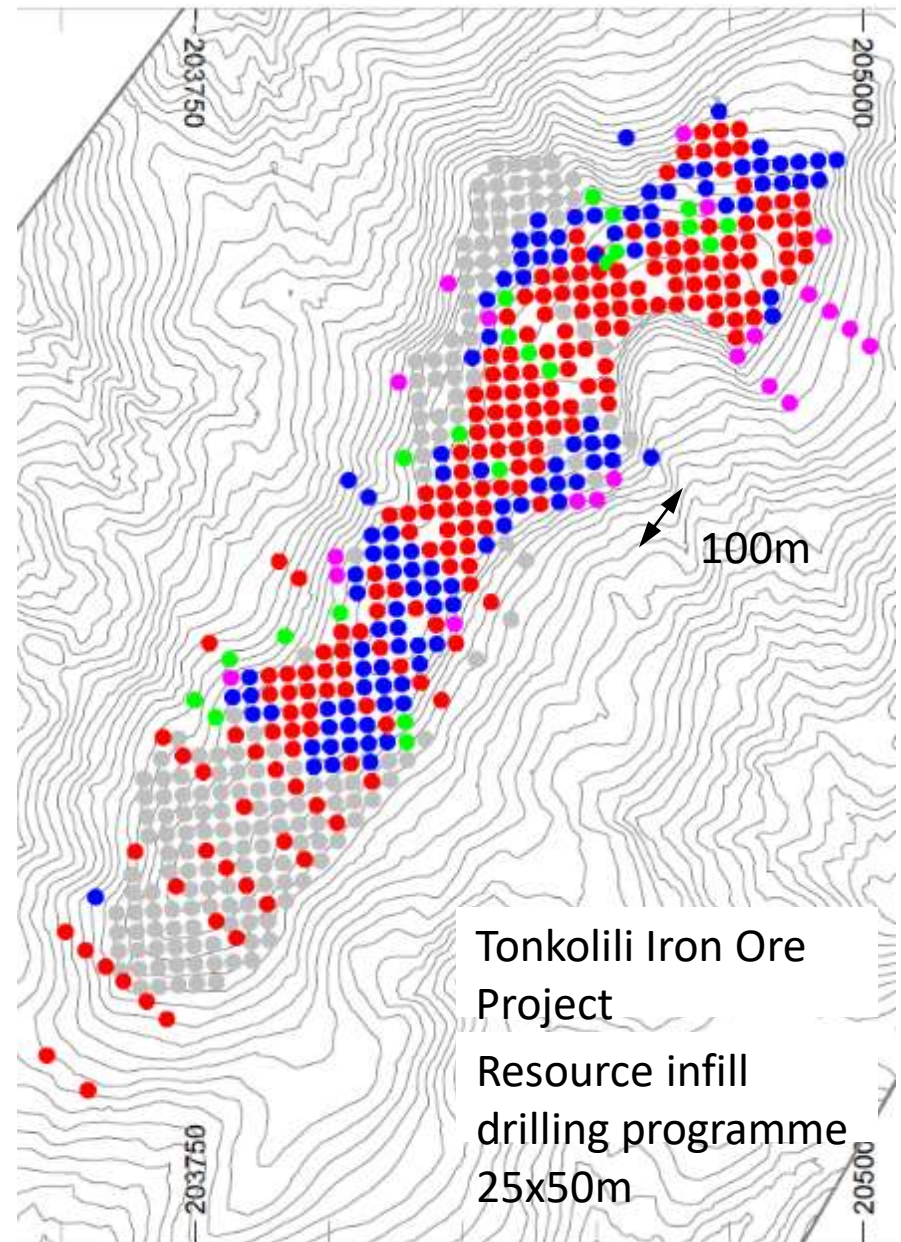 203750
205000
100m
Tonkolili Iron Ore
Project
Resource infill
drilling programme
25x50m
203750
20500